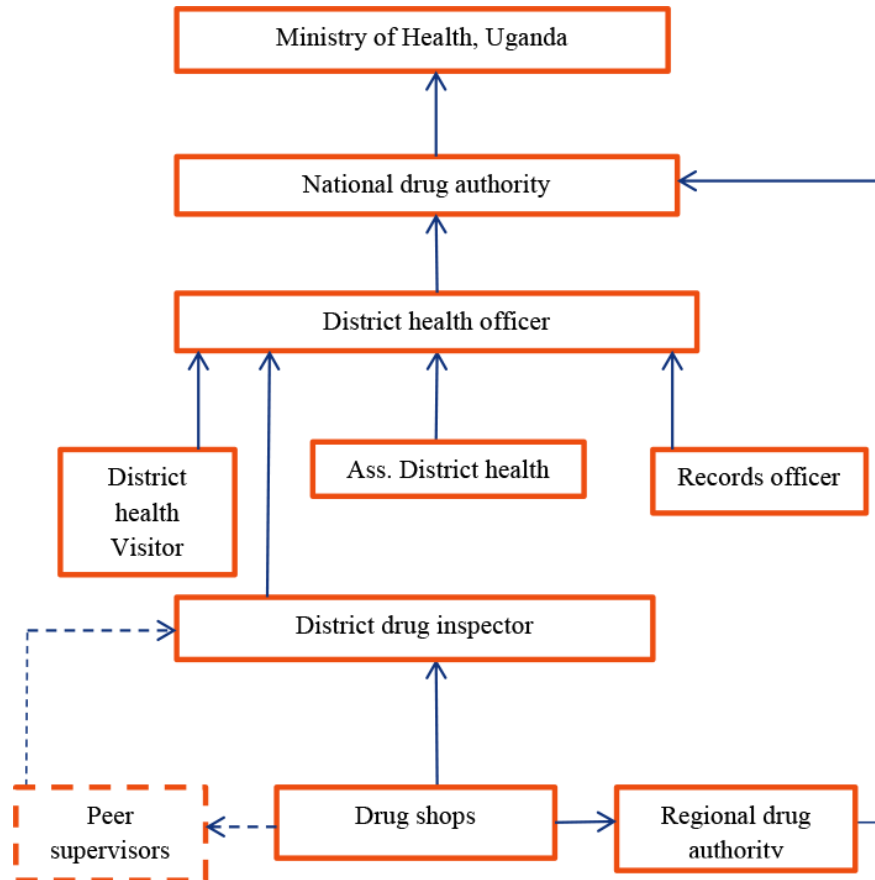 Ministry of Health, Uganda
National drug authority
District health officer
District
health
Visitor
Ass. District health
Records officer
District drug inspector
Peer
supervisors
Drug shops
Regional drug
authority